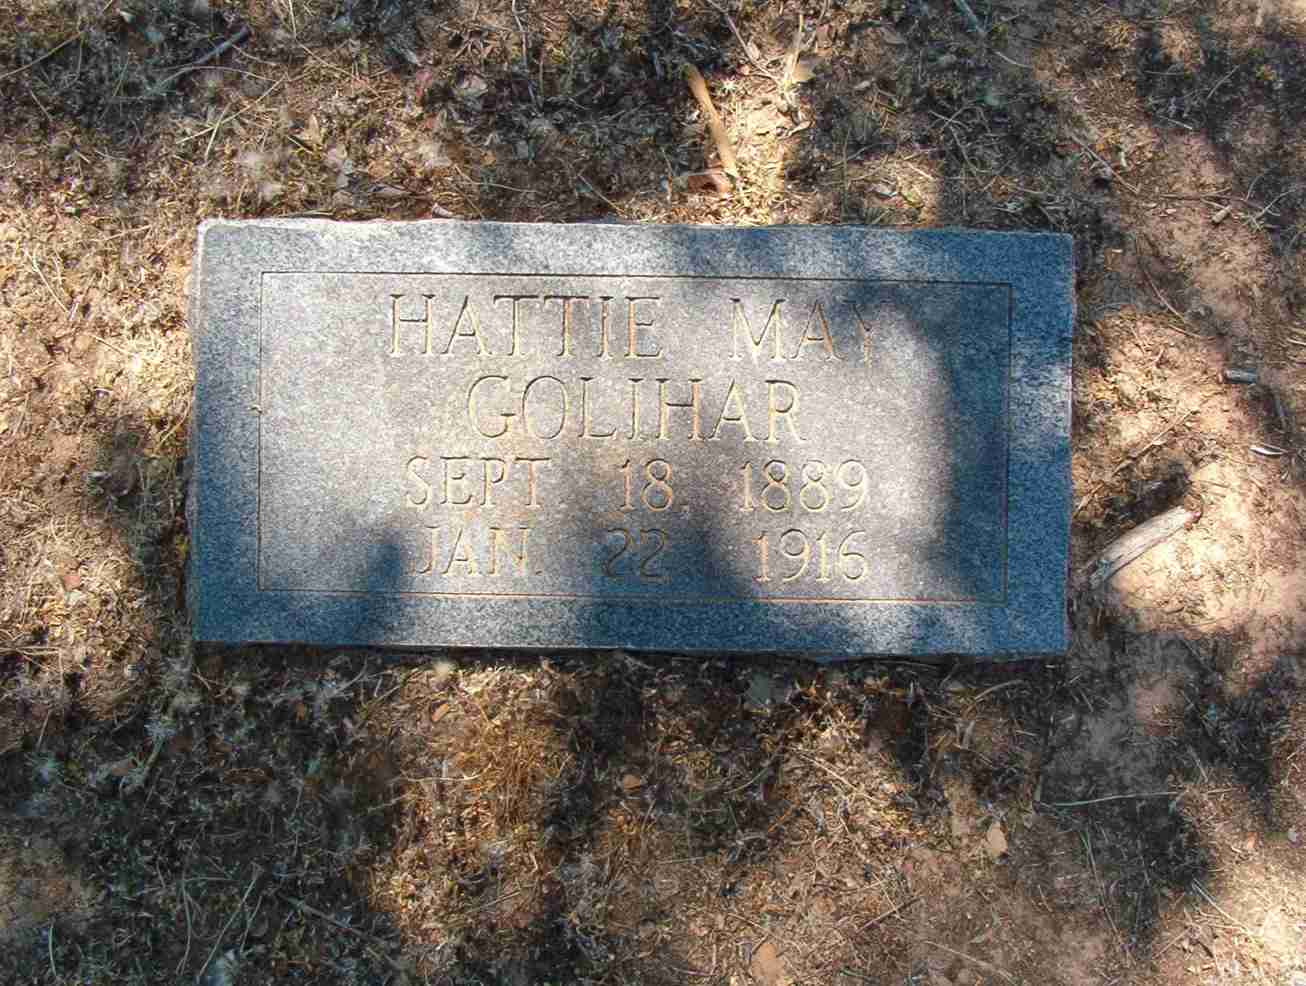 HATTIE MAY
GOLIHAR
SEPT. 18, 1889
JAN. 22 1916